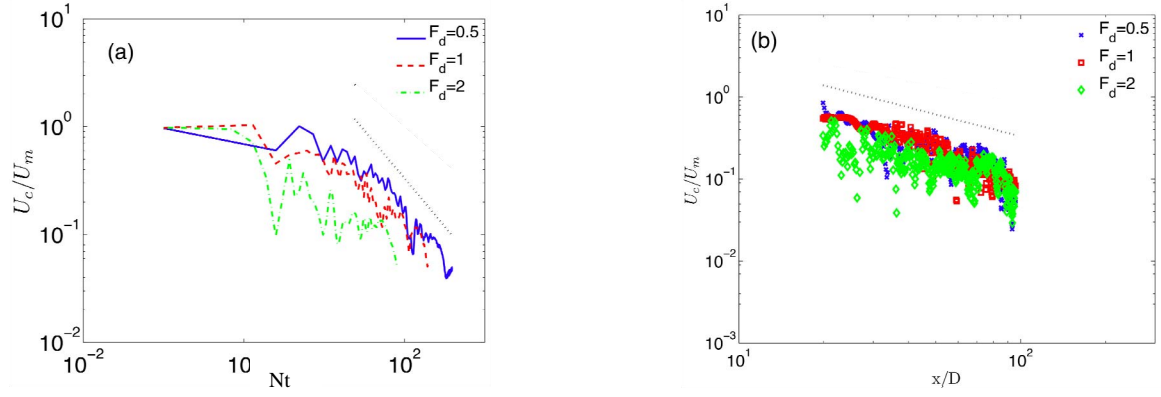 (a)
F_d=0.5
F_d=1
F_d=2
10^1
10^0
10^-1
10^-2
U_c/U_m
10^-2
10
10^2
Nt
(b)
F_d=0.5
F_d=1
F_d=2
10^1
10^0
10^-1
10^-2
10^-3
U_c/U_m
10^1
10^2
x/D